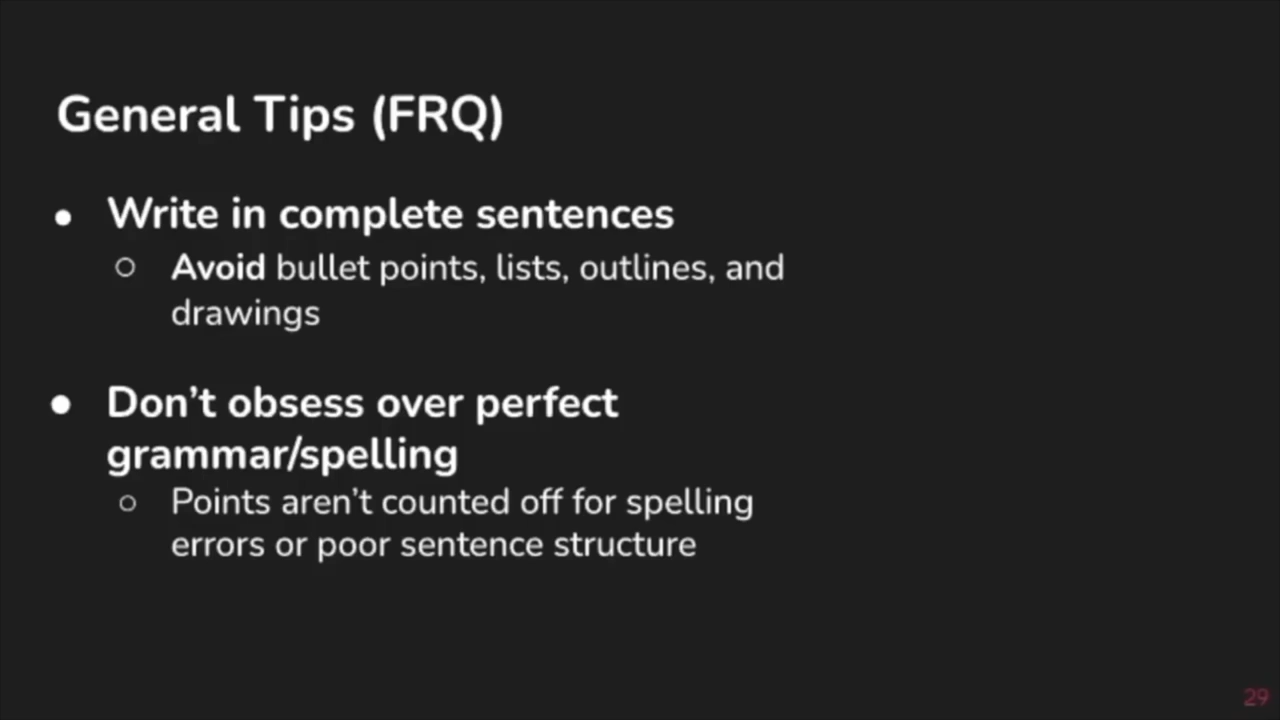 General Tips (FRQ)
● Write in complete sentences
○ Avoid bullet points, lists, outlines, and
drawings
● Don’t obsess over perfect
grammar/spelling
○ Points aren’t counted off for spelling
errors or poor sentence structure
29